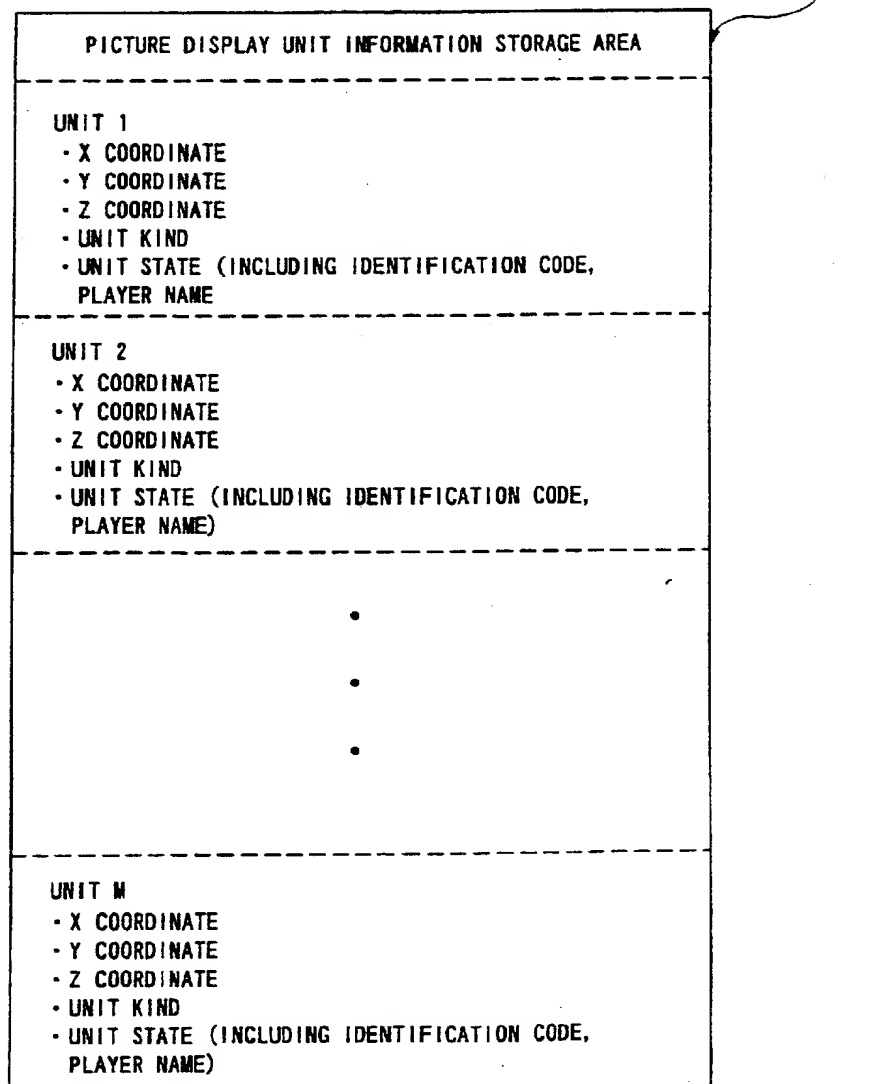 PICTURE DISPLAY UNIT INFORMATION STORAGE AREA
UNIT 1
· X COORDINATE
· Y COORDINATE
· Z COORDINATE
· UNIT KIND
· UNIT STATE (INCLUDING IDENTIFICATION CODE,
PLAYER NAME
UNIT 2
· X COORDINATE
· Y COORDINATE
· Z COORDINATE
· UNIT KIND
· UNIT STATE (INCLUDING IDENTIFICATION CODE,
PLAYER NAME)
UNIT M
· X COORDINATE
· Y COORDINATE
· Z COORDINATE
· UNIT KIND
· UNIT STATE (INCLUDING IDENTIFICATION CODE,
PLAYER NAME)